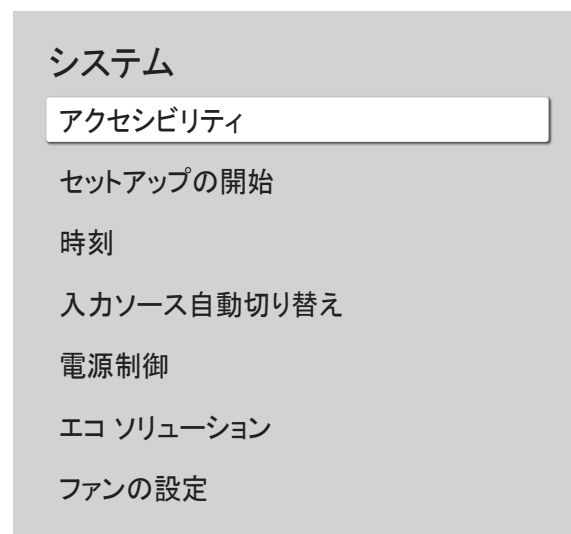 システム
アクセシビリティ
セットアップの開始
時刻
入力ソース自動切り替え
電源制御
エコ ソリューション
ファンの設定